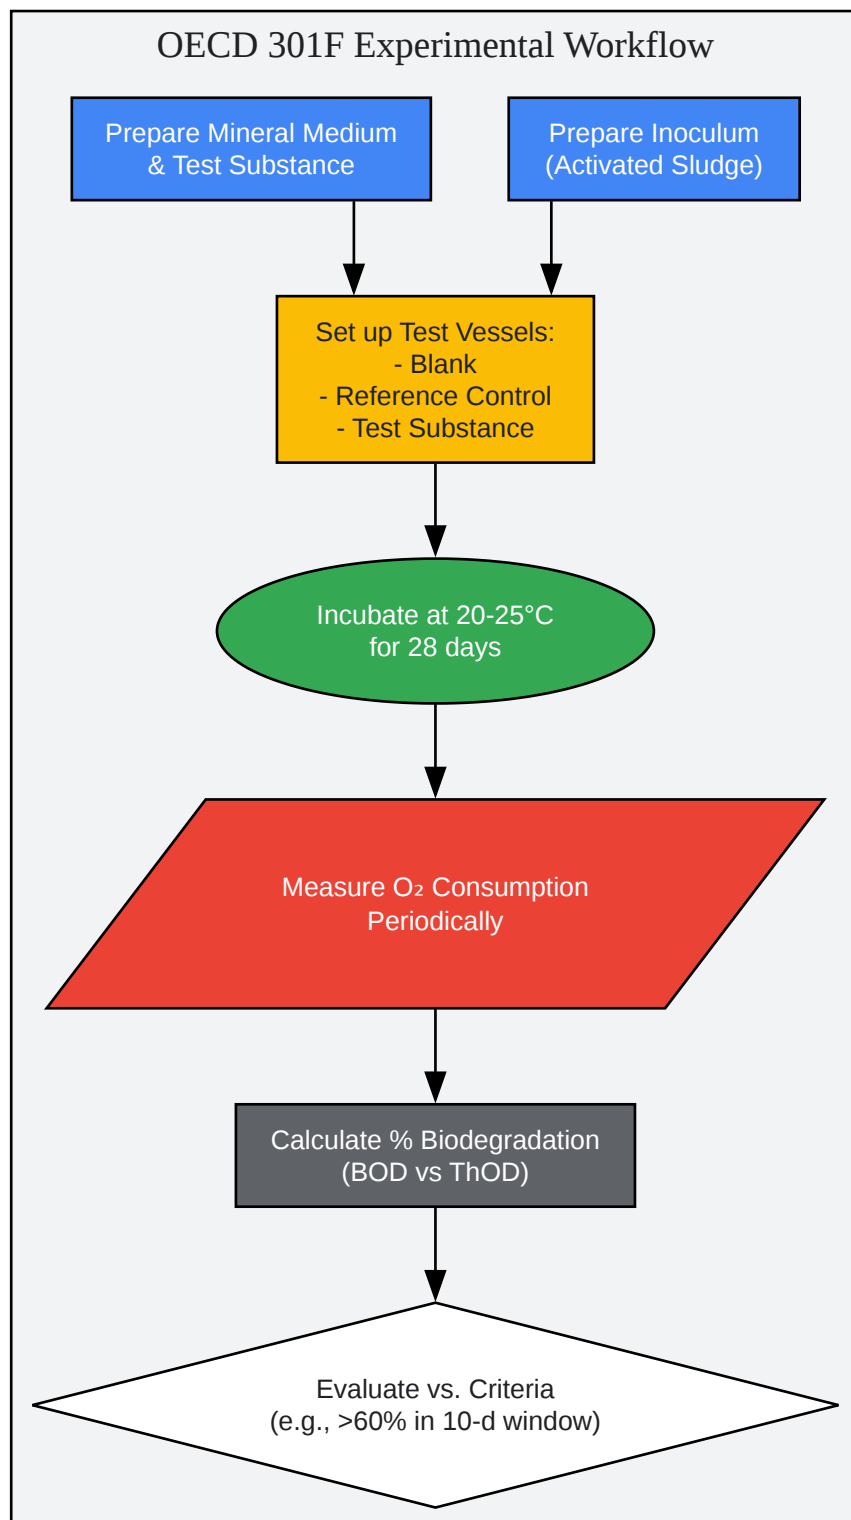 OECD 301F Experimental Workflow
Prepare Mineral Medium
& Test Substance
Prepare Inoculum
(Activated Sludge)
Set up Test Vessels:
- Blank
- Reference Control
- Test Substance
Incubate at 20-25°C
for 28 days
Measure O₂ Consumption
Periodically
Calculate % Biodegradation
(BOD vs ThOD)
Evaluate vs. Criteria
(e.g., >60% in 10-d window)